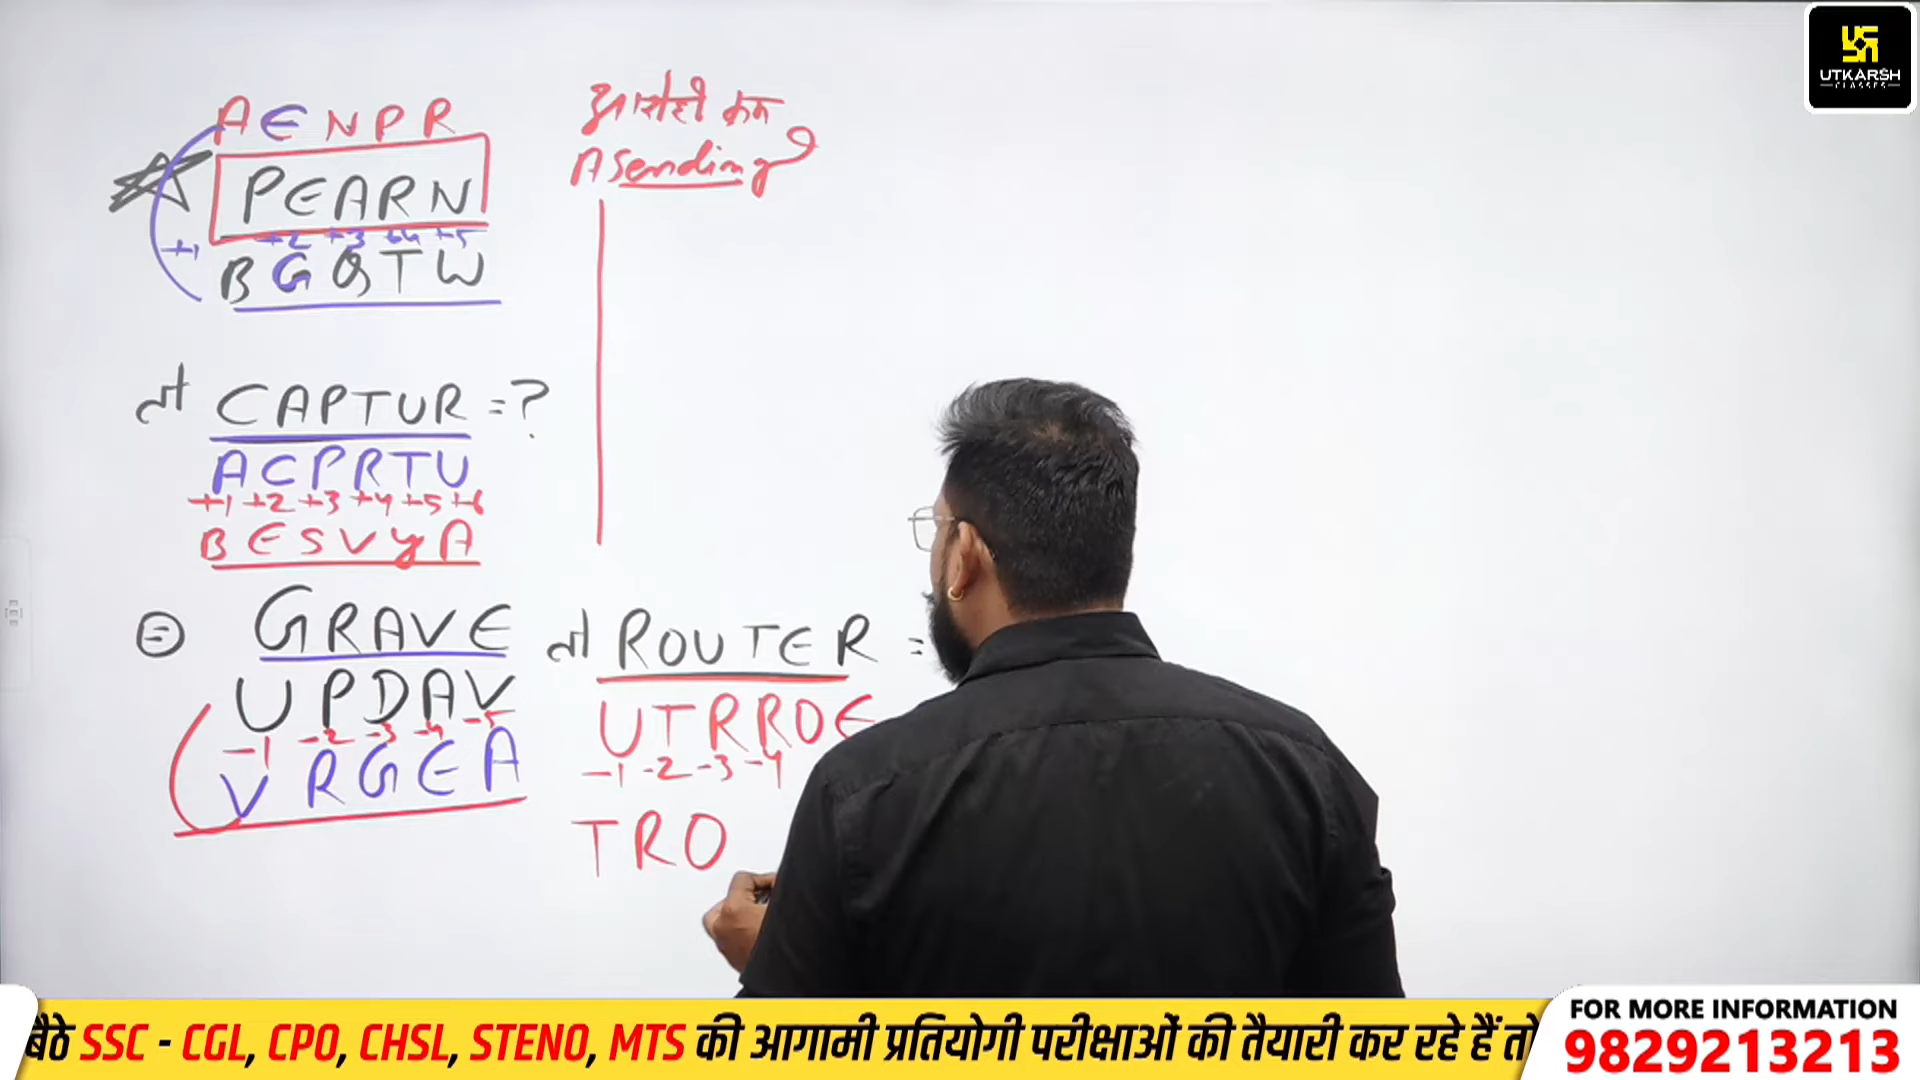 A E N P R
PEARN
+1 +2 +3 +4 +5
B G Q T W
आरोही क्रम
Asending
तो CAPTUR = ?
ACPRTU
+1 +2 +3 +4 +5 +6
BESVYA
GRAVE
UPDAV
-1 -2 -3 -4 -5
VRGEA
तो ROUTER =
UTRROE
-1 -2 -3 -4
TRO
UTKARSH
CLASSES
बैठे SSC - CGL, CPO, CHSL, STENO, MTS की आगामी प्रतियोगी परीक्षाओं की तैयारी कर रहे हैं तो
FOR MORE INFORMATION
9829213213